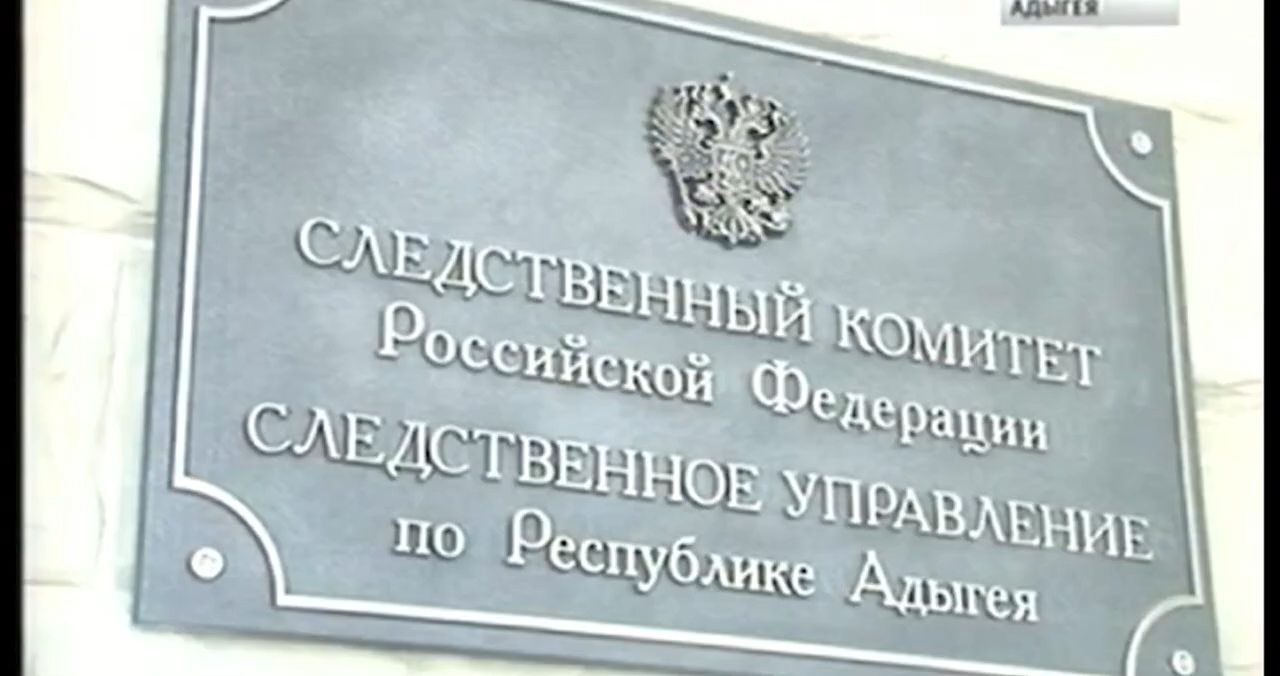 АДЫГЕЯ
СЛЕДСТВЕННЫЙ КОМИТЕТ
Российской Федерации
СЛЕДСТВЕННОЕ УПРАВЛЕНИЕ
по Республике Адыгея